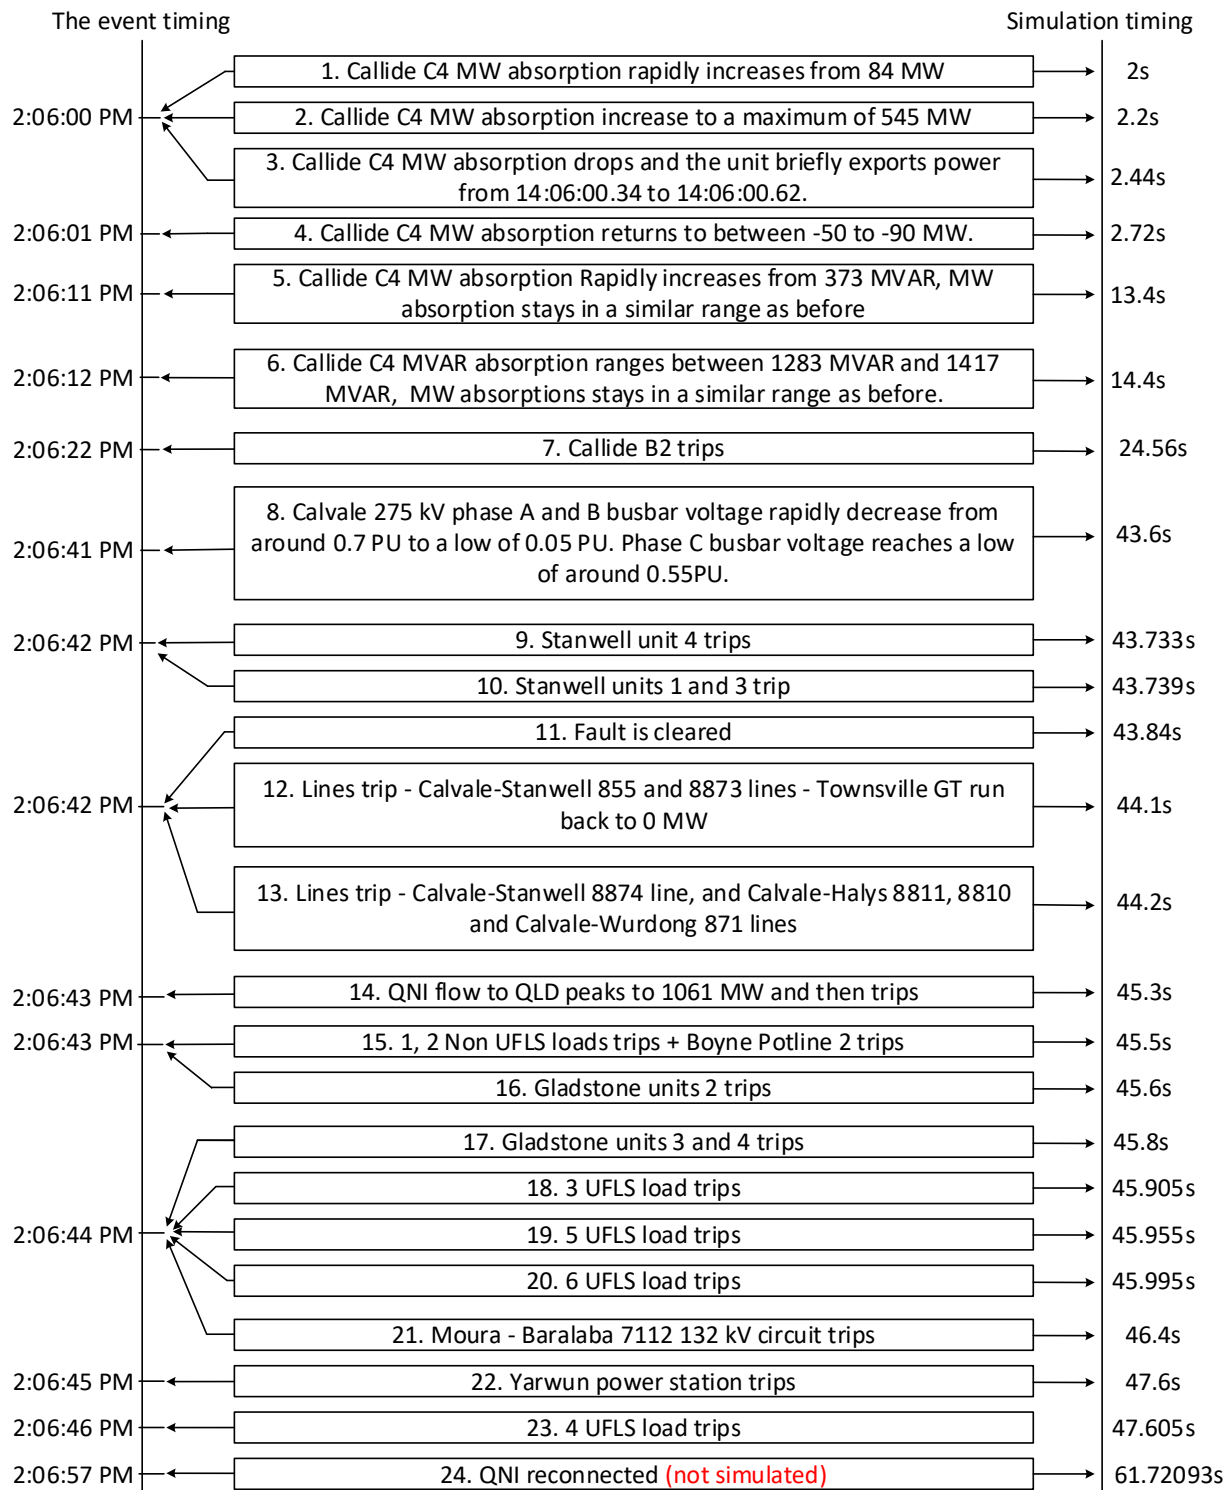 The event timing
Simulation timing
1. Callide C4 MW absorption rapidly increases from 84 MW
2s
2:06:00 PM
2. Callide C4 MW absorption increase to a maximum of 545 MW
2.2s
3. Callide C4 MW absorption drops and the unit briefly exports power
from 14:06:00.34 to 14:06:00.62.
2.44s
2:06:01 PM
4. Callide C4 MW absorption returns to between -50 to -90 MW.
2.72s
2:06:11 PM
5. Callide C4 MW absorption Rapidly increases from 373 MVAR, MW
absorption stays in a similar range as before
13.4s
2:06:12 PM
6. Callide C4 MVAR absorption ranges between 1283 MVAR and 1417
MVAR, MW absorptions stays in a similar range as before.
14.4s
2:06:22 PM
7. Callide B2 trips
24.56s
2:06:41 PM
8. Calvale 275 kV phase A and B busbar voltage rapidly decrease from
around 0.7 PU to a low of 0.05 PU. Phase C busbar voltage reaches a low
of around 0.55PU.
43.6s
2:06:42 PM
9. Stanwell unit 4 trips
43.733s
10. Stanwell units 1 and 3 trip
43.739s
11. Fault is cleared
43.84s
2:06:42 PM
12. Lines trip - Calvale-Stanwell 855 and 8873 lines - Townsville GT run
back to 0 MW
44.1s
13. Lines trip - Calvale-Stanwell 8874 line, and Calvale-Halys 8811, 8810
and Calvale-Wurdong 871 lines
44.2s
2:06:43 PM
14. QNI flow to QLD peaks to 1061 MW and then trips
45.3s
2:06:43 PM
15. 1, 2 Non UFLS loads trips + Boyne Potline 2 trips
45.5s
16. Gladstone units 2 trips
45.6s
17. Gladstone units 3 and 4 trips
45.8s
18. 3 UFLS load trips
45.905s
2:06:44 PM
19. 5 UFLS load trips
45.955s
20. 6 UFLS load trips
45.995s
21. Moura - Baralaba 7112 132 kV circuit trips
46.4s
2:06:45 PM
22. Yarwun power station trips
47.6s
2:06:46 PM
23. 4 UFLS load trips
47.605s
2:06:57 PM
24. QNI reconnected (not simulated)
61.72093s